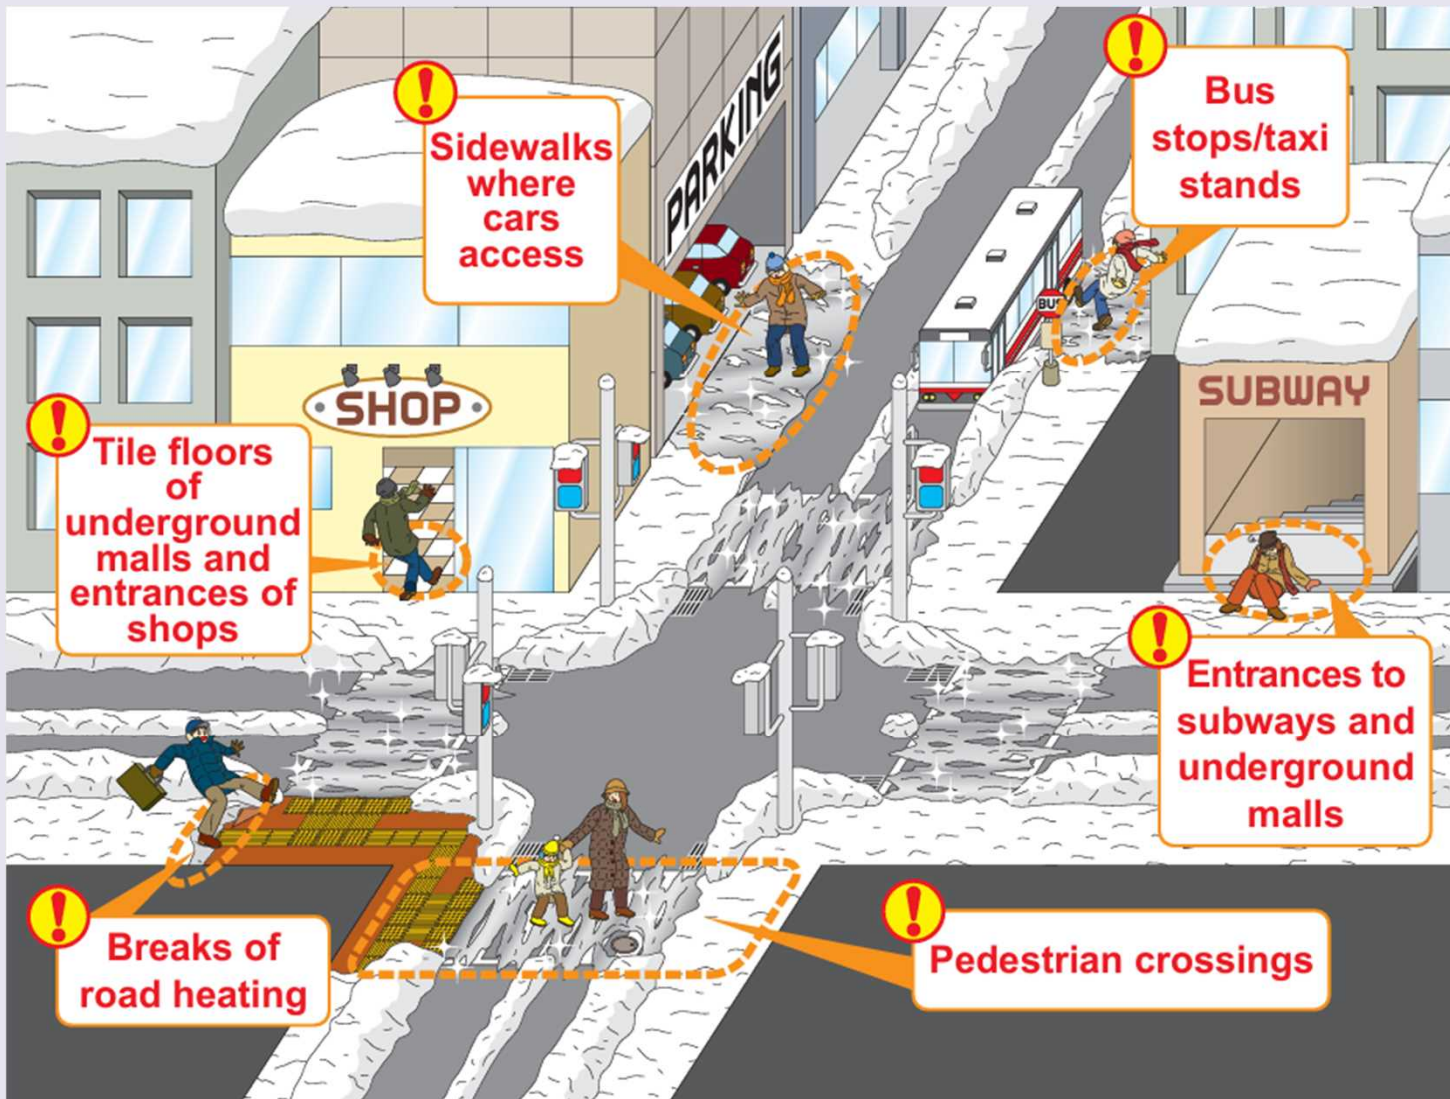 !
Bus
stops/taxi
stands
!
Sidewalks
where
cars
access
PARKING
BUS
SUBWAY
SHOP
!
Tile floors
of
underground
malls and
entrances of
shops
!
Entrances to
subways and
underground
malls
!
Breaks of
road heating
!
Pedestrian crossings